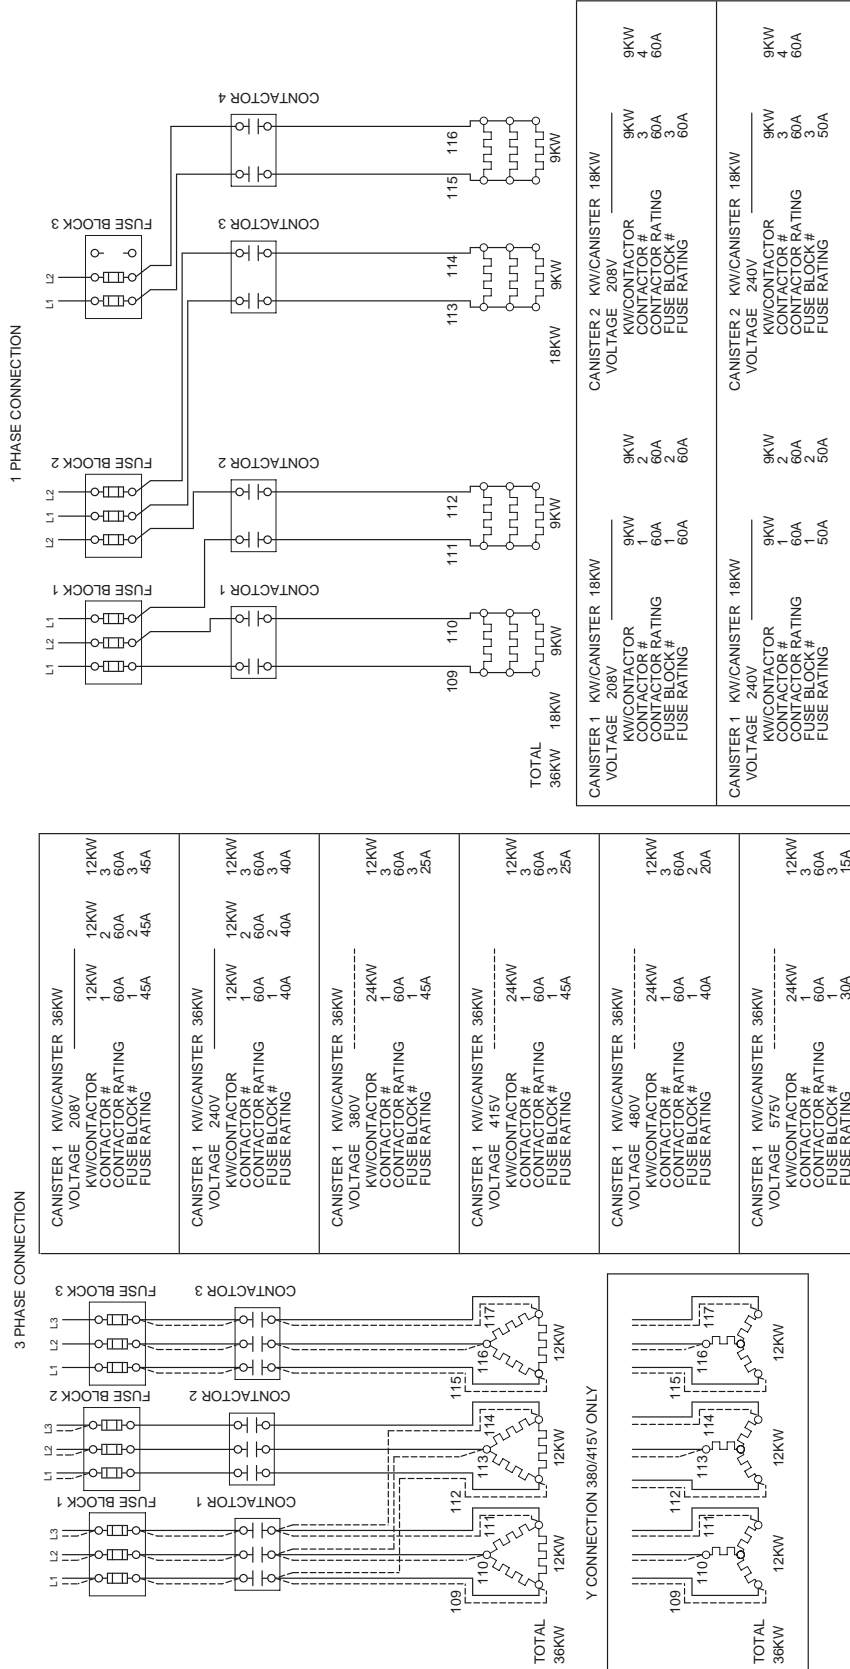 3 PHASE CONNECTION
L1 L2 L3
L1 L2 L3
L1 L2 L3
FUSE BLOCK 1
FUSE BLOCK 2
FUSE BLOCK 3
CONTACTOR 1
CONTACTOR 2
CONTACTOR 3
109 110 111
112 113 114
115 116 117
12KW
12KW
12KW
TOTAL
36KW
Y CONNECTION 380/415V ONLY
109 110 111
112 113 114
115 116 117
12KW
12KW
12KW
TOTAL
36KW
CANISTER 1 KW/CANISTER 36KW
VOLTAGE 208V
KW/CONTACTOR 12KW 12KW 12KW
CONTACTOR # 1 2 3
CONTACTOR RATING 60A 60A 60A
FUSE BLOCK # 1 2 3
FUSE RATING 45A 45A 45A
CANISTER 1 KW/CANISTER 36KW
VOLTAGE 240V
KW/CONTACTOR 12KW 12KW 12KW
CONTACTOR # 1 2 3
CONTACTOR RATING 60A 60A 60A
FUSE BLOCK # 1 2 3
FUSE RATING 40A 40A 40A
CANISTER 1 KW/CANISTER 36KW
VOLTAGE 380V
KW/CONTACTOR 24KW 12KW
CONTACTOR # 1 3
CONTACTOR RATING 60A 60A
FUSE BLOCK # 1 3
FUSE RATING 45A 25A
CANISTER 1 KW/CANISTER 36KW
VOLTAGE 415V
KW/CONTACTOR 24KW 12KW
CONTACTOR # 1 3
CONTACTOR RATING 60A 60A
FUSE BLOCK # 1 3
FUSE RATING 45A 25A
CANISTER 1 KW/CANISTER 36KW
VOLTAGE 480V
KW/CONTACTOR 24KW 12KW
CONTACTOR # 1 3
CONTACTOR RATING 60A 60A
FUSE BLOCK # 1 2
FUSE RATING 40A 20A
CANISTER 1 KW/CANISTER 36KW
VOLTAGE 575V
KW/CONTACTOR 24KW 12KW
CONTACTOR # 1 3
CONTACTOR RATING 60A 60A
FUSE BLOCK # 1 3
FUSE RATING 30A 15A
1 PHASE CONNECTION
L1 L2 L1
L2 L1 L2
L1 L2
FUSE BLOCK 1
FUSE BLOCK 2
FUSE BLOCK 3
CONTACTOR 1
CONTACTOR 2
CONTACTOR 3
CONTACTOR 4
109 110
111 112
113 114
115 116
9KW
9KW
9KW
9KW
TOTAL
36KW 18KW 18KW
CANISTER 1 KW/CANISTER 18KW
VOLTAGE 208V
KW/CONTACTOR 9KW 9KW
CONTACTOR # 1 2
CONTACTOR RATING 60A 60A
FUSE BLOCK # 1 2
FUSE RATING 60A 60A
CANISTER 2 KW/CANISTER 18KW
VOLTAGE 208V
KW/CONTACTOR 9KW 9KW
CONTACTOR # 3 4
CONTACTOR RATING 60A 60A
FUSE BLOCK # 3
FUSE RATING 60A
CANISTER 1 KW/CANISTER 18KW
VOLTAGE 240V
KW/CONTACTOR 9KW 9KW
CONTACTOR # 1 2
CONTACTOR RATING 60A 60A
FUSE BLOCK # 1 2
FUSE RATING 50A 50A
CANISTER 2 KW/CANISTER 18KW
VOLTAGE 240V
KW/CONTACTOR 9KW 9KW
CONTACTOR # 3 4
CONTACTOR RATING 60A 60A
FUSE BLOCK # 3
FUSE RATING 50A